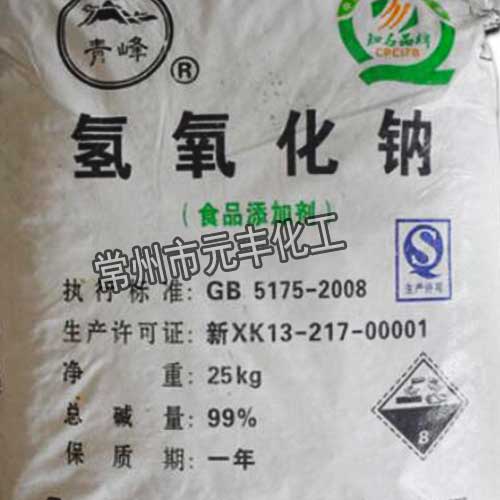 青峰
®
知名品牌
CPCIFB
氢氧化钠
(食品添加剂)
常州市元丰化工
执行标准: GB 5175-2008
生产许可
生产许可证: 新XK13-217-00001
净 重: 25kg
总碱量: 99%
保质期: 一年
8